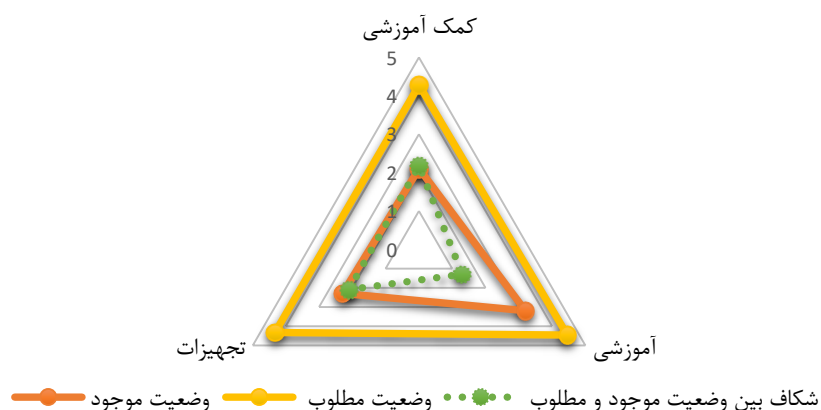 کمک آموزشی
5
4
3
2
1
0
تجهیزات
آموزشی
وضعیت موجود
وضعیت مطلوب
شکاف بین وضعیت موجود و مطلوب